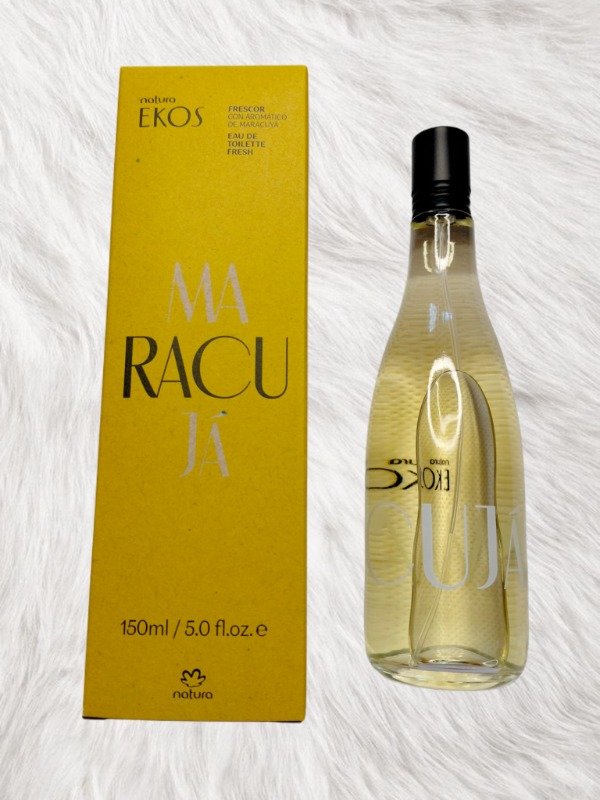 natura
EKOS
FRESCOR
CON AROMÁTICO
DE MARACUYÁ
EAU DE
TOILETTE
FRESH
MA
RACU
JÁ
150ml / 5.0 fl.oz. e
natura
natura
EKOS
CUJÁ